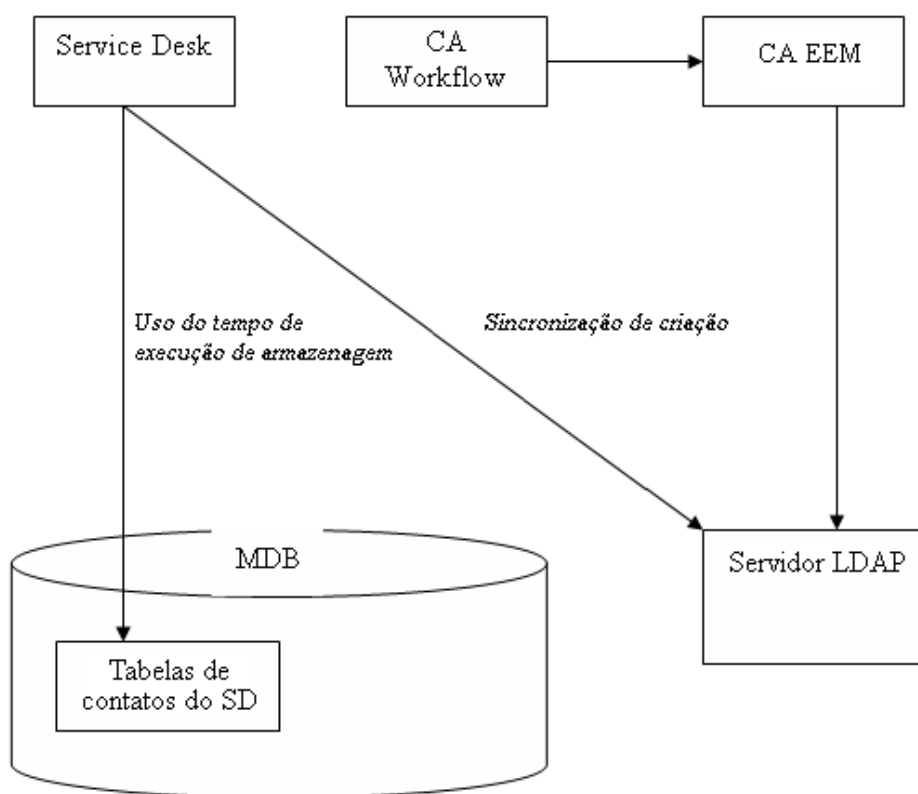 Service Desk
CA
Workflow
CA EEM
Uso do tempo de
execução de armazenagem
Sincronização de criação
MDB
Servidor LDAP
Tabelas de
contatos do SD